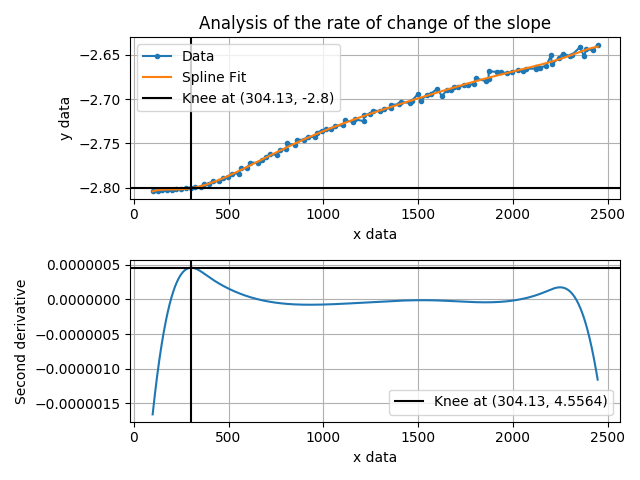 Analysis of the rate of change of the slope
Data
Spline Fit
Knee at (304.13, -2.8)
y data
−2.65
−2.70
−2.75
−2.80
0
500
1000
1500
2000
2500
x data
Second derivative
0.0000005
0.0000000
−0.0000005
−0.0000010
−0.0000015
Knee at (304.13, 4.5564)
0
500
1000
1500
2000
2500
x data